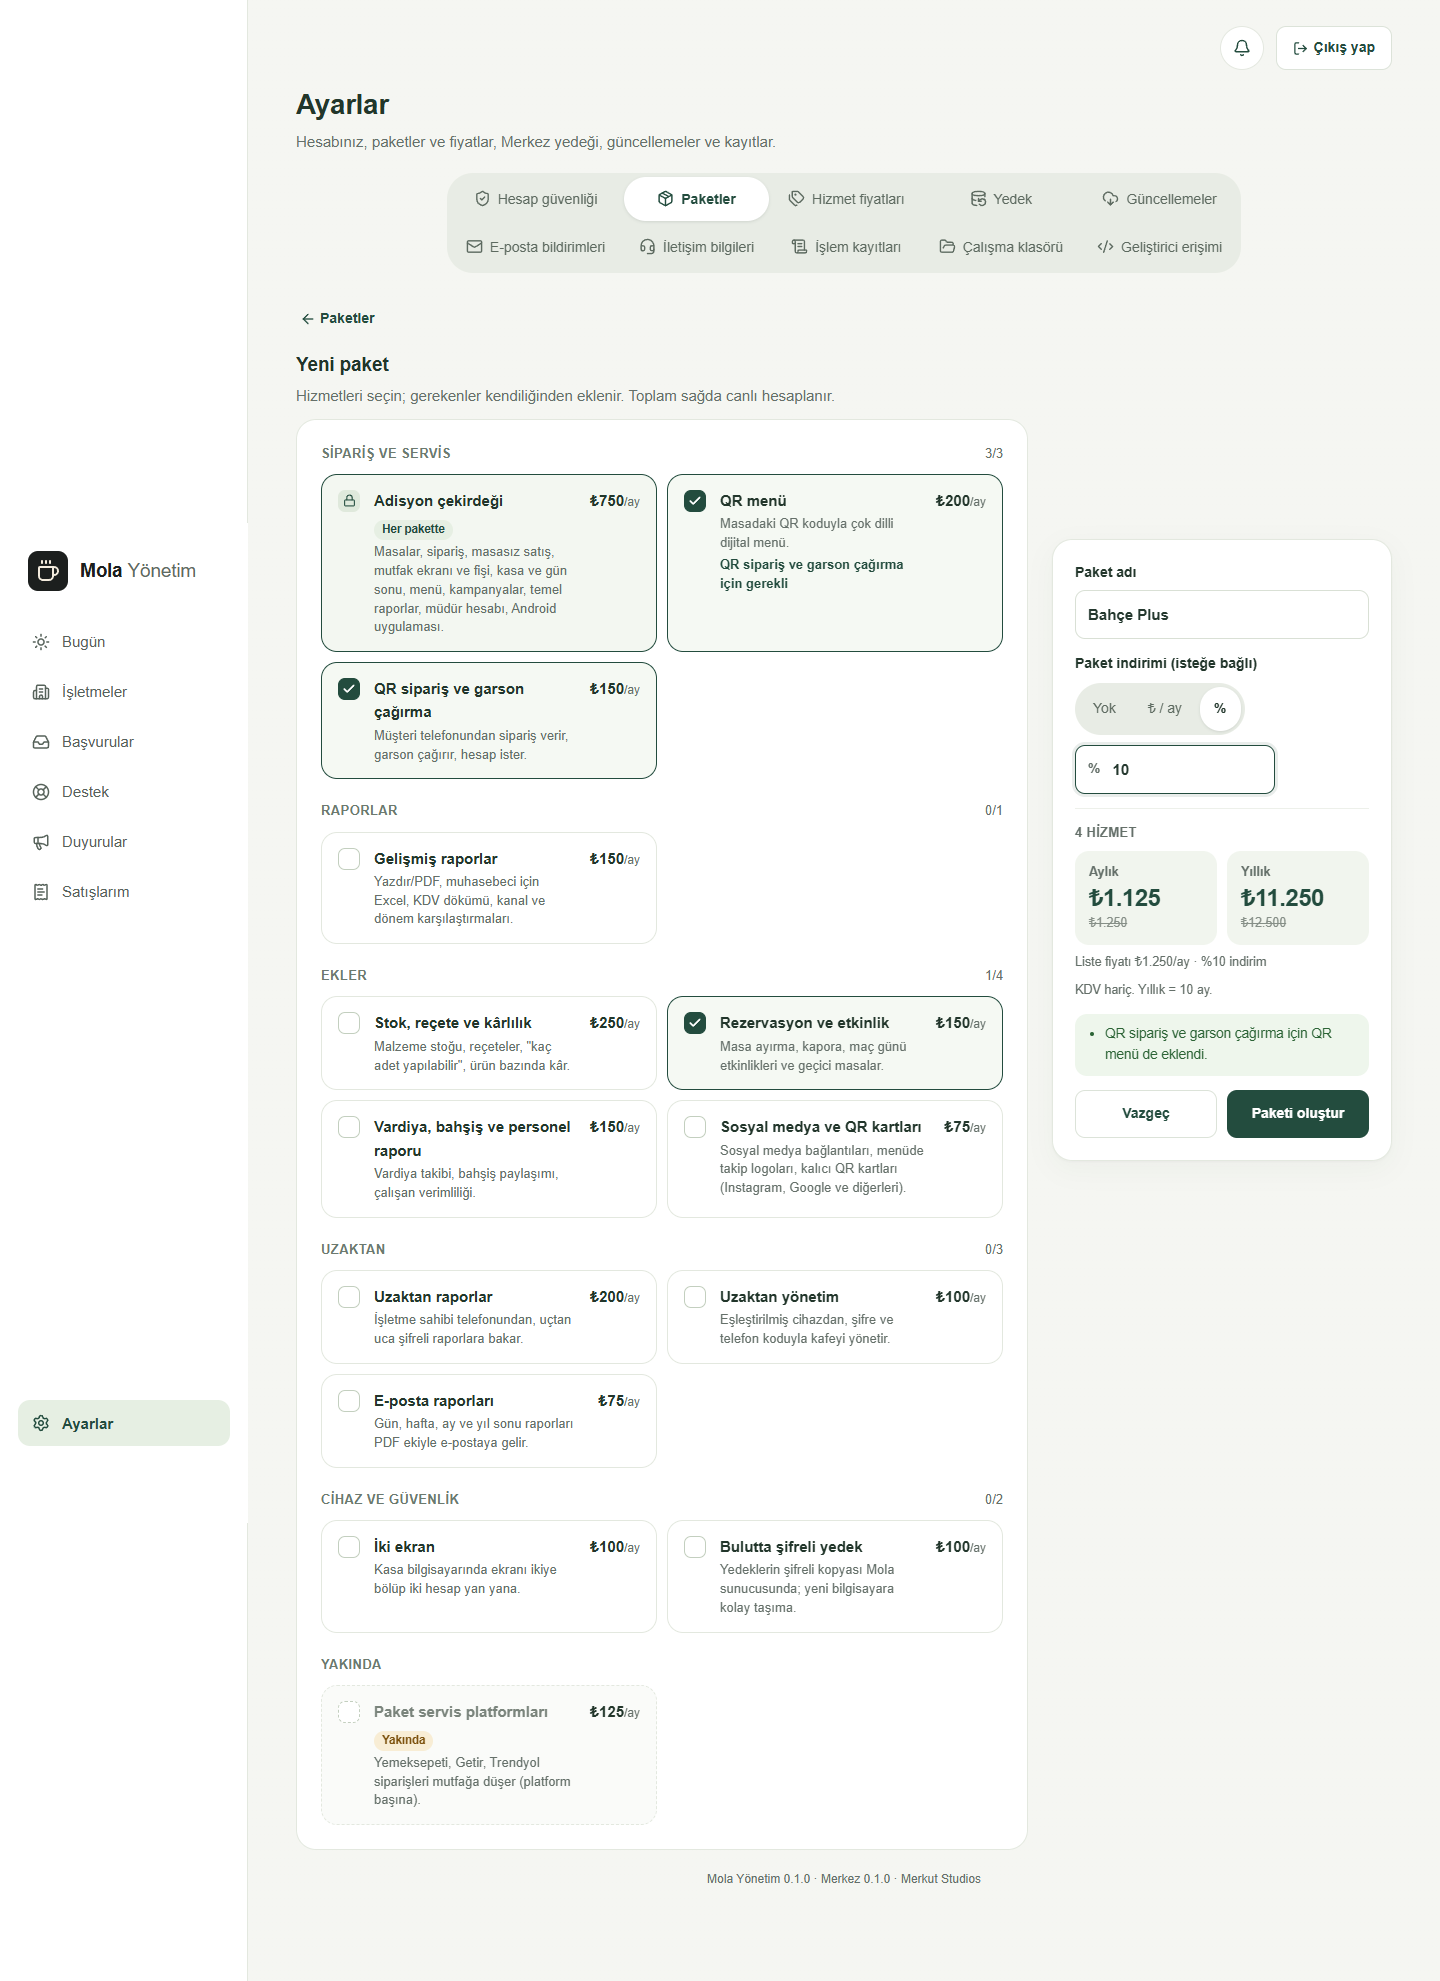 Çıkış yap
Ayarlar
Hesabınız, paketler ve fiyatlar, Merkez yedeği, güncellemeler ve kayıtlar.
Hesap güvenliği
Paketler
Hizmet fiyatları
Yedek
Güncellemeler
E-posta bildirimleri
İletişim bilgileri
İşlem kayıtları
Çalışma klasörü
Geliştirici erişimi
Mola Yönetim
Bugün
İşletmeler
Başvurular
Destek
Duyurular
Satışlarım
Ayarlar
Paketler
Yeni paket
Hizmetleri seçin; gerekenler kendiliğinden eklenir. Toplam sağda canlı hesaplanır.
SİPARİŞ VE SERVİS 3/3
Adisyon çekirdeği ₺750/ay
Her pakette
Masalar, sipariş, masasız satış,
mutfak ekranı ve fişi, kasa ve gün
sonu, menü, kampanyalar, temel
raporlar, müdür hesabı, Android
uygulaması.
QR menü ₺200/ay
Masadaki QR koduyla çok dilli
dijital menü.
QR sipariş ve garson çağırma
için gerekli
QR sipariş ve garson ₺150/ay
çağırma
Müşteri telefonundan sipariş verir,
garson çağırır, hesap ister.
RAPORLAR 0/1
Gelişmiş raporlar ₺150/ay
Yazdır/PDF, muhasebeci için
Excel, KDV dökümü, kanal ve
dönem karşılaştırmaları.
EKLER 1/4
Stok, reçete ve kârlılık ₺250/ay
Malzeme stoğu, reçeteler, "kaç
adet yapılabilir", ürün bazında kâr.
Rezervasyon ve etkinlik ₺150/ay
Masa ayırma, kapora, maç günü
etkinlikleri ve geçici masalar.
Vardiya, bahşiş ve personel ₺150/ay
raporu
Vardiya takibi, bahşiş paylaşımı,
çalışan verimliliği.
Sosyal medya ve QR kartları ₺75/ay
Sosyal medya bağlantıları, menüde
takip logoları, kalıcı QR kartları
(Instagram, Google ve diğerleri).
UZAKTAN 0/3
Uzaktan raporlar ₺200/ay
İşletme sahibi telefonundan, uçtan
uca şifreli raporlara bakar.
Uzaktan yönetim ₺100/ay
Eşleştirilmiş cihazdan, şifre ve
telefon koduyla kafeyi yönetir.
E-posta raporları ₺75/ay
Gün, hafta, ay ve yıl sonu raporları
PDF ekiyle e-postaya gelir.
CİHAZ VE GÜVENLİK 0/2
İki ekran ₺100/ay
Kasa bilgisayarında ekranı ikiye
bölüp iki hesap yan yana.
Bulutta şifreli yedek ₺100/ay
Yedeklerin şifreli kopyası Mola
sunucusunda; yeni bilgisayara
kolay taşıma.
YAKINDA
Paket servis platformları ₺125/ay
Yakında
Yemeksepeti, Getir, Trendyol
siparişleri mutfağa düşer (platform
başına).
Paket adı
Bahçe Plus
Paket indirimi (isteğe bağlı)
Yok ₺ / ay %
% 10
4 HİZMET
Aylık
₺1.125
₺1.250
Yıllık
₺11.250
₺12.500
Liste fiyatı ₺1.250/ay · %10 indirim
KDV hariç. Yıllık = 10 ay.
• QR sipariş ve garson çağırma için QR
menü de eklendi.
Vazgeç
Paketi oluştur
Mola Yönetim 0.1.0 · Merkez 0.1.0 · Merkut Studios